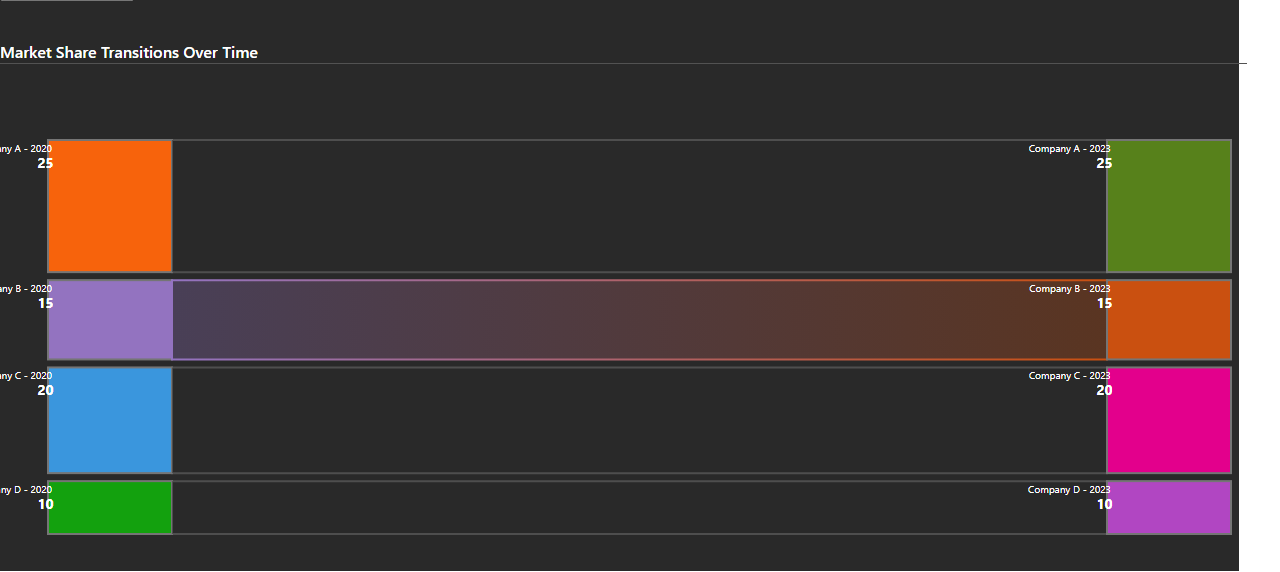 Market Share Transitions Over Time
ny A - 2020
25
Company A - 2023
25
ny B - 2020
15
Company B - 2023
15
ny C - 2020
20
Company C - 2023
20
ny D - 2020
10
Company D - 2023
10